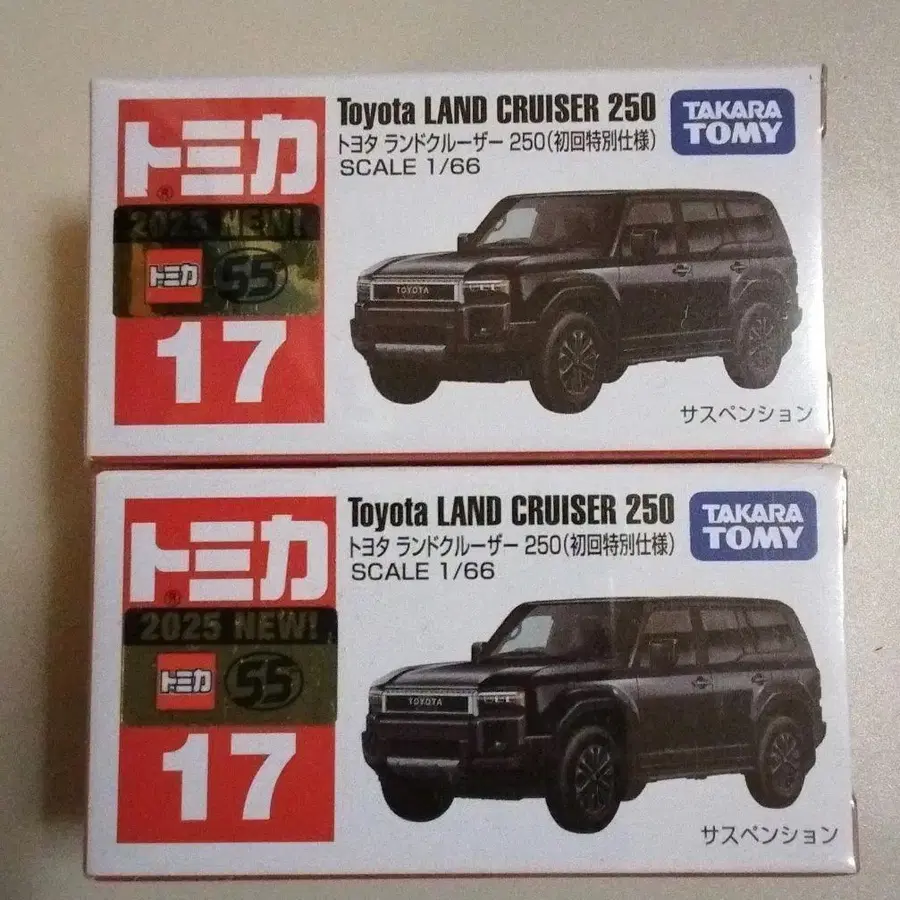 トミカ
®
2025 NEW!
トミカ 55
17
Toyota LAND CRUISER 250
トヨタ ランドクルーザー 250(初回特別仕様)
SCALE 1/66
TAKARA
TOMY
TOYOTA
サスペンション
トミカ
®
2025 NEW!
トミカ 55
17
Toyota LAND CRUISER 250
トヨタ ランドクルーザー 250(初回特別仕様)
SCALE 1/66
TAKARA
TOMY
TOYOTA
サスペンション